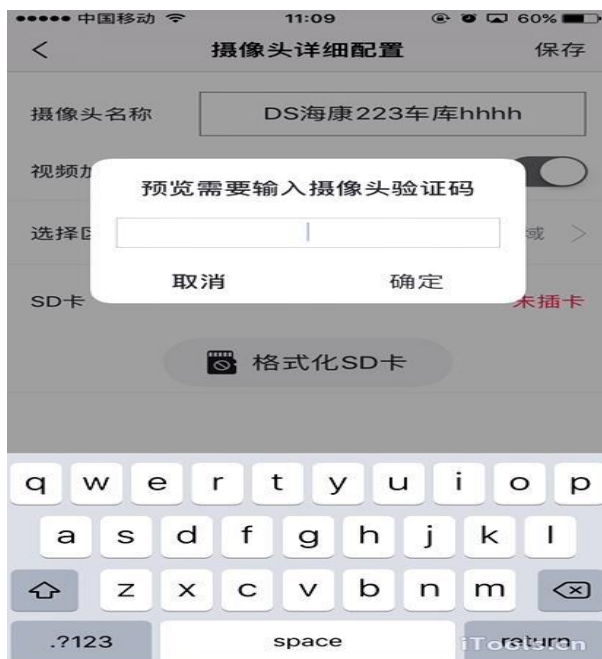 中国移动 11:09 60%
摄像头详细配置 保存
摄像头名称 DS海康223车库hhhh
视频加
预览需要输入摄像头验证码
选择区 域 >
取消 确定
SD卡 未插卡
格式化SD卡
q w e r t y u i o p
a s d f g h j k l
z x c v b n m
.?123 space return
iTools.cn